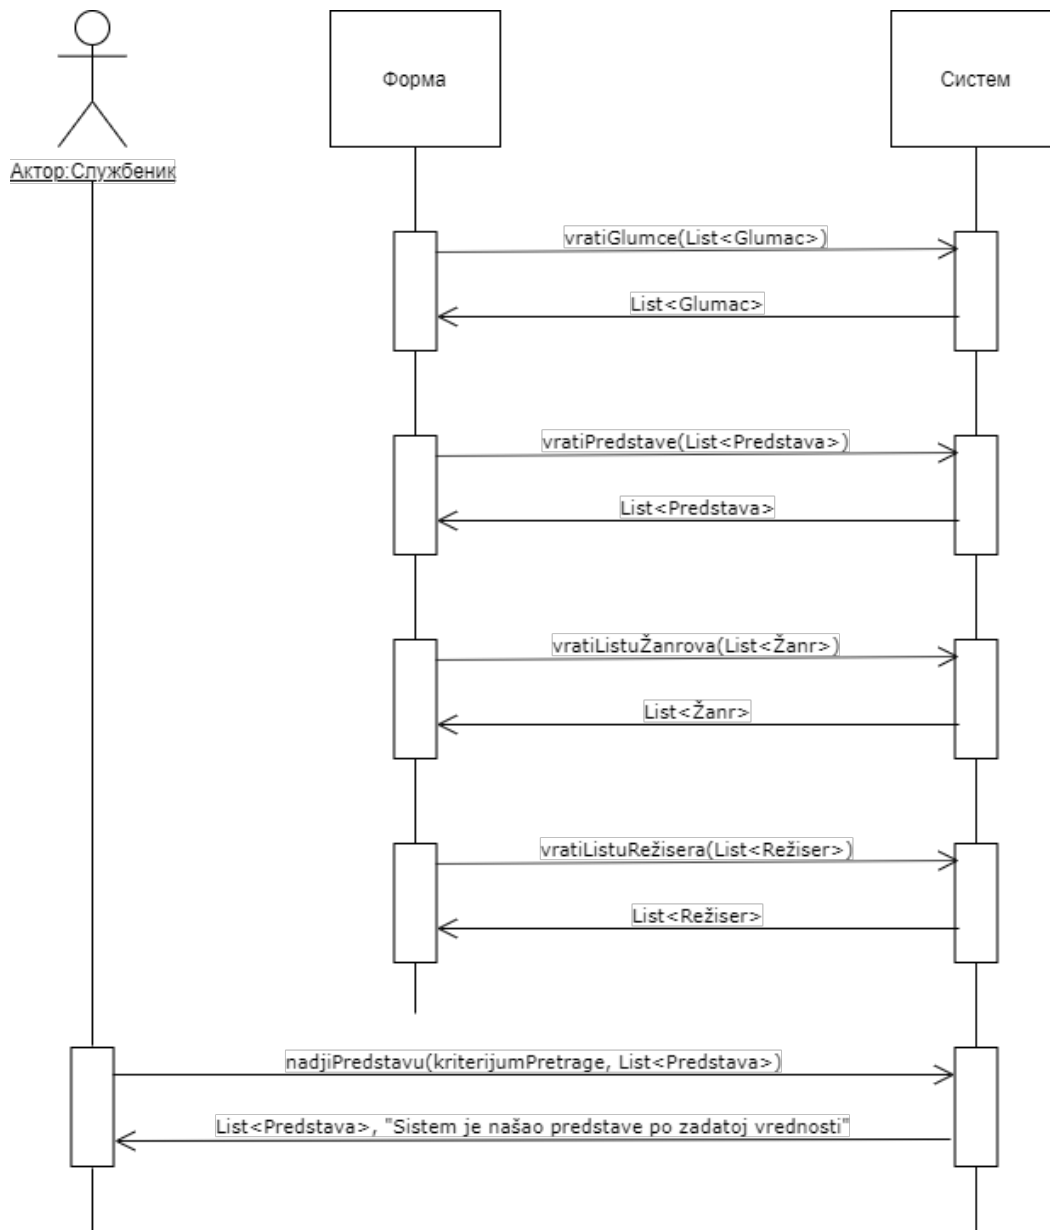 Форма
Систем
Актор:Службеник
vratiGlumce(List<Glumac>)
List<Glumac>
vratiPredstave(List<Predstava>)
List<Predstava>
vratiListuŽanrova(List<Žanr>)
List<Žanr>
vratiListuRežisera(List<Režiser>)
List<Režiser>
nadjiPredstavu(kriterijumPretrage, List<Predstava>)
List<Predstava>, "Sistem je našao predstave po zadatoj vrednosti"